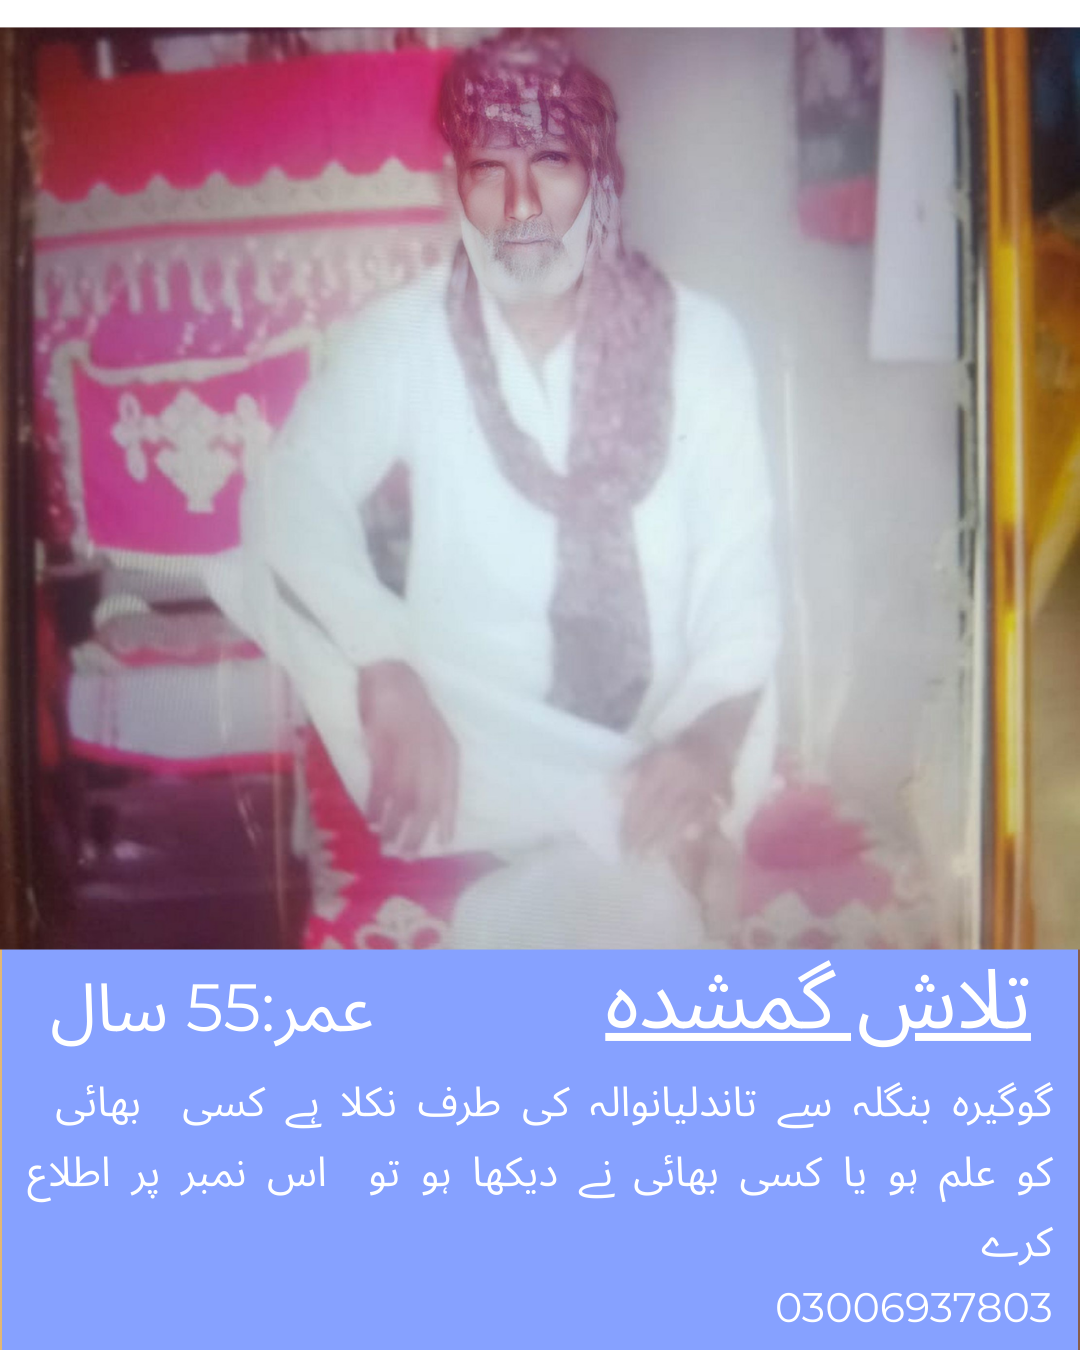 تلاش گمشدہ
عمر:55 سال
گوگیرہ بنگلہ سے تاندلیانوالہ کی طرف نکلا ہے کسی بھائی
کو علم ہو یا کسی بھائی نے دیکھا ہو تو اس نمبر پر اطلاع
کرے
03006937803